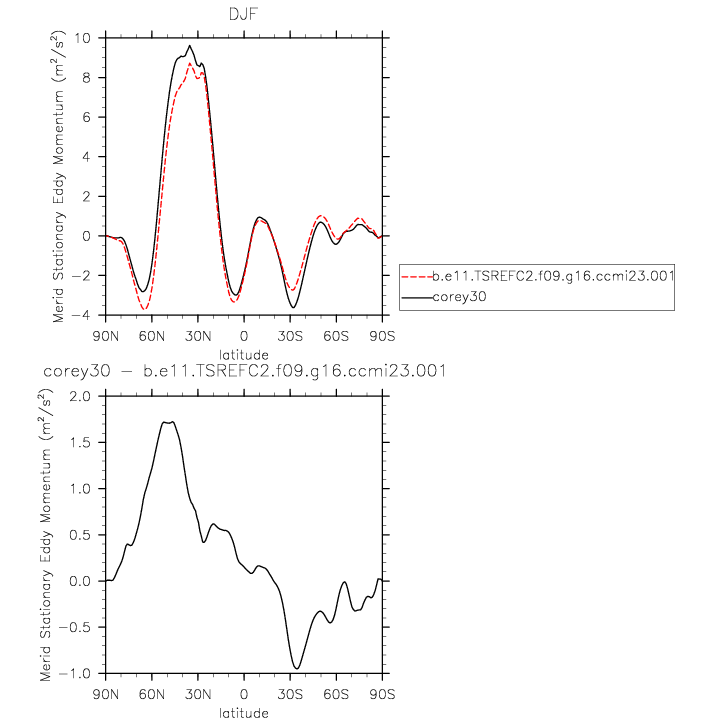 DJF
Merid Stationary Eddy Momentum (m²/s²)
10
8
6
4
2
0
−2
−4
90N 60N 30N 0 30S 60S 90S
latitude
b.e11.TSREFC2.f09.g16.ccmi23.001
corey30
corey30 − b.e11.TSREFC2.f09.g16.ccmi23.001
Merid Stationary Eddy Momentum (m²/s²)
2.0
1.5
1.0
0.5
0.0
−0.5
−1.0
90N 60N 30N 0 30S 60S 90S
latitude